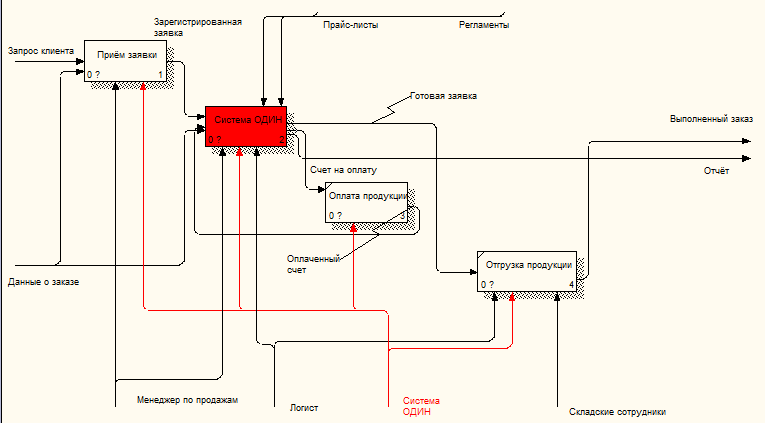 Зарегистрированная
заявка
Прайс-листы
Регламенты
Запрос клиента
Приём заявки
0 ?
1
Готовая заявка
Система ОДИН
0 ?
2
Выполненный заказ
Отчёт
Счет на оплату
Оплата продукции
0 ?
3
Оплаченный
счет
Отгрузка продукции
0 ?
4
Данные о заказе
Менеджер по продажам
Логист
Система
ОДИН
Складские сотрудники